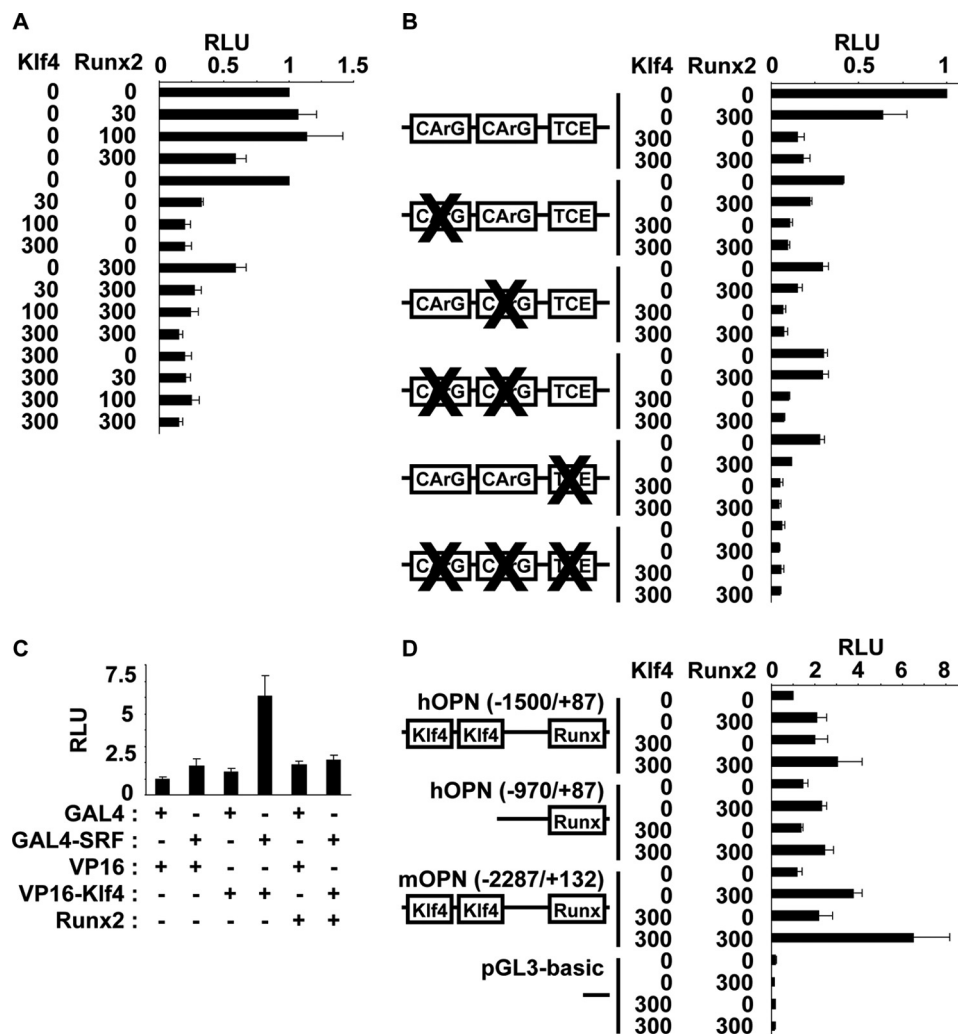 A
RLU
Klf4 Runx2 0 0.5 1 1.5
0 0
0 30
0 100
0 300
0 0
30 0
100 0
300 0
0 300
30 300
100 300
300 300
300 0
300 30
300 100
300 300
B
RLU
Klf4 Runx2 0 0.5 1
CArG CArG TCE
0 0
0 300
300 0
300 300
CArG CArG TCE
0 0
0 300
300 0
300 300
CArG CArG TCE
0 0
0 300
300 0
300 300
CArG CArG TCE
0 0
0 300
300 0
300 300
CArG CArG TCE
0 0
0 300
300 0
300 300
CArG CArG TCE
0 0
0 300
300 0
300 300
C
RLU
7.5
5
2.5
0
GAL4 : + - + - + -
GAL4-SRF : - + - + - +
VP16 : + + - - + -
VP16-Klf4 : - - + + - +
Runx2 : - - - - + +
D
RLU
Klf4 Runx2 0 2 4 6 8
hOPN (-1500/+87)
Klf4 Klf4 Runx
0 0
0 300
300 0
300 300
hOPN (-970/+87)
Runx
0 0
0 300
300 0
300 300
mOPN (-2287/+132)
Klf4 Klf4 Runx
0 0
0 300
300 0
300 300
pGL3-basic
0 0
0 300
300 0
300 300